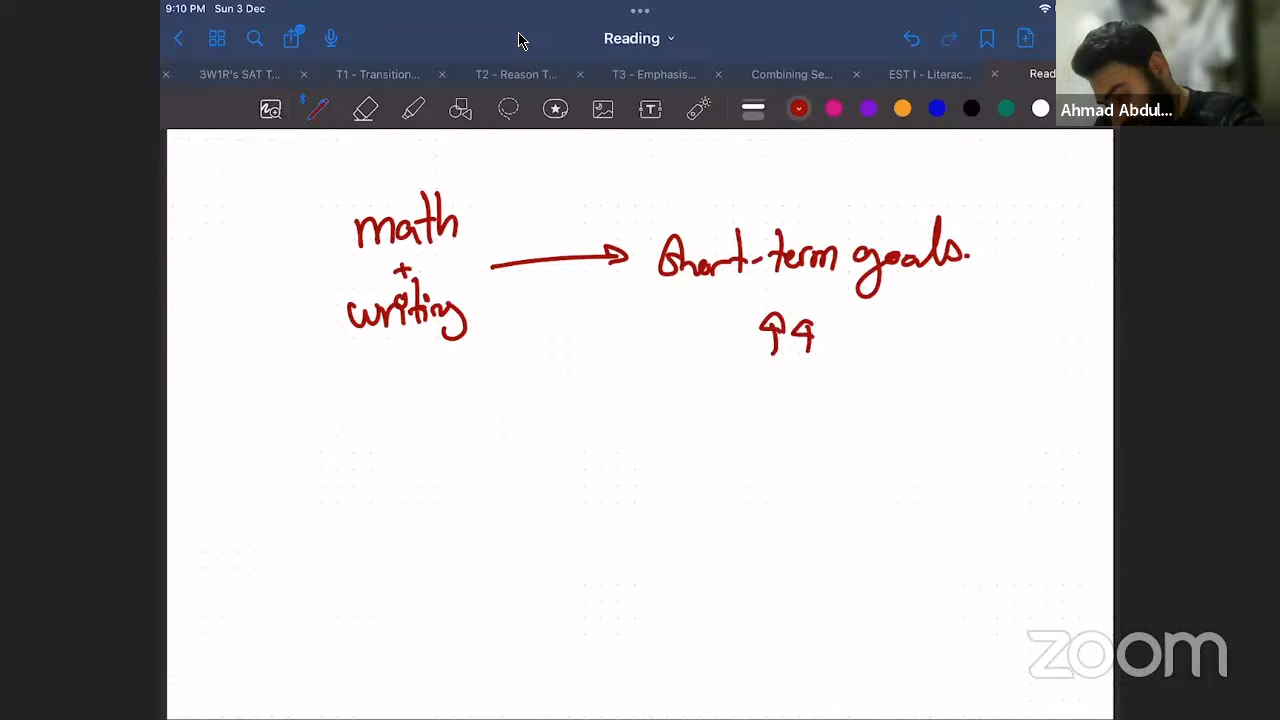 9:10 PM Sun 3 Dec
Reading
3W1R's SAT T...
T1 - Transition...
T2 - Reason T...
T3 - Emphasis...
Combining Se...
EST I - Literac...
Read
Ahmad Abdul...
math
+
writing
short-term goals.
zoom